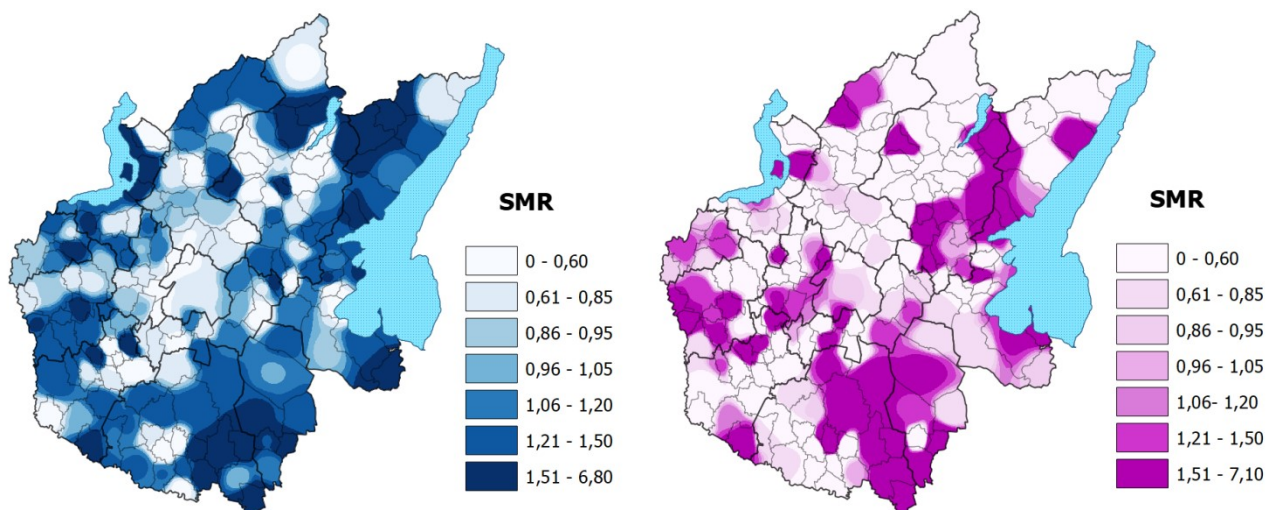 SMR
0 - 0,60
0,61 - 0,85
0,86 - 0,95
0,96 - 1,05
1,06 - 1,20
1,21 - 1,50
1,51 - 6,80
SMR
0 - 0,60
0,61 - 0,85
0,86 - 0,95
0,96 - 1,05
1,06- 1,20
1,21 - 1,50
1,51 - 7,10